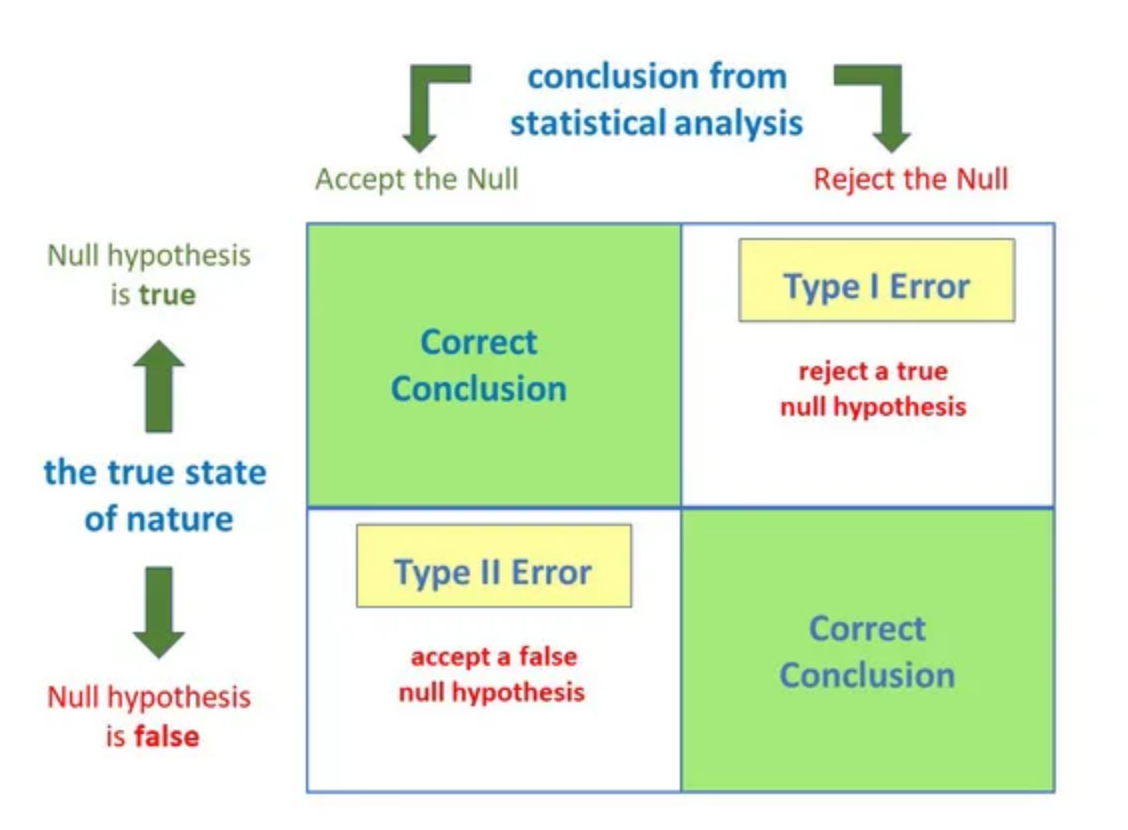 conclusion from
statistical analysis
Accept the Null
Reject the Null
Null hypothesis
is true
Type I Error
Correct
Conclusion
reject a true
null hypothesis
the true state
of nature
Type II Error
accept a false
null hypothesis
Correct
Conclusion
Null hypothesis
is false